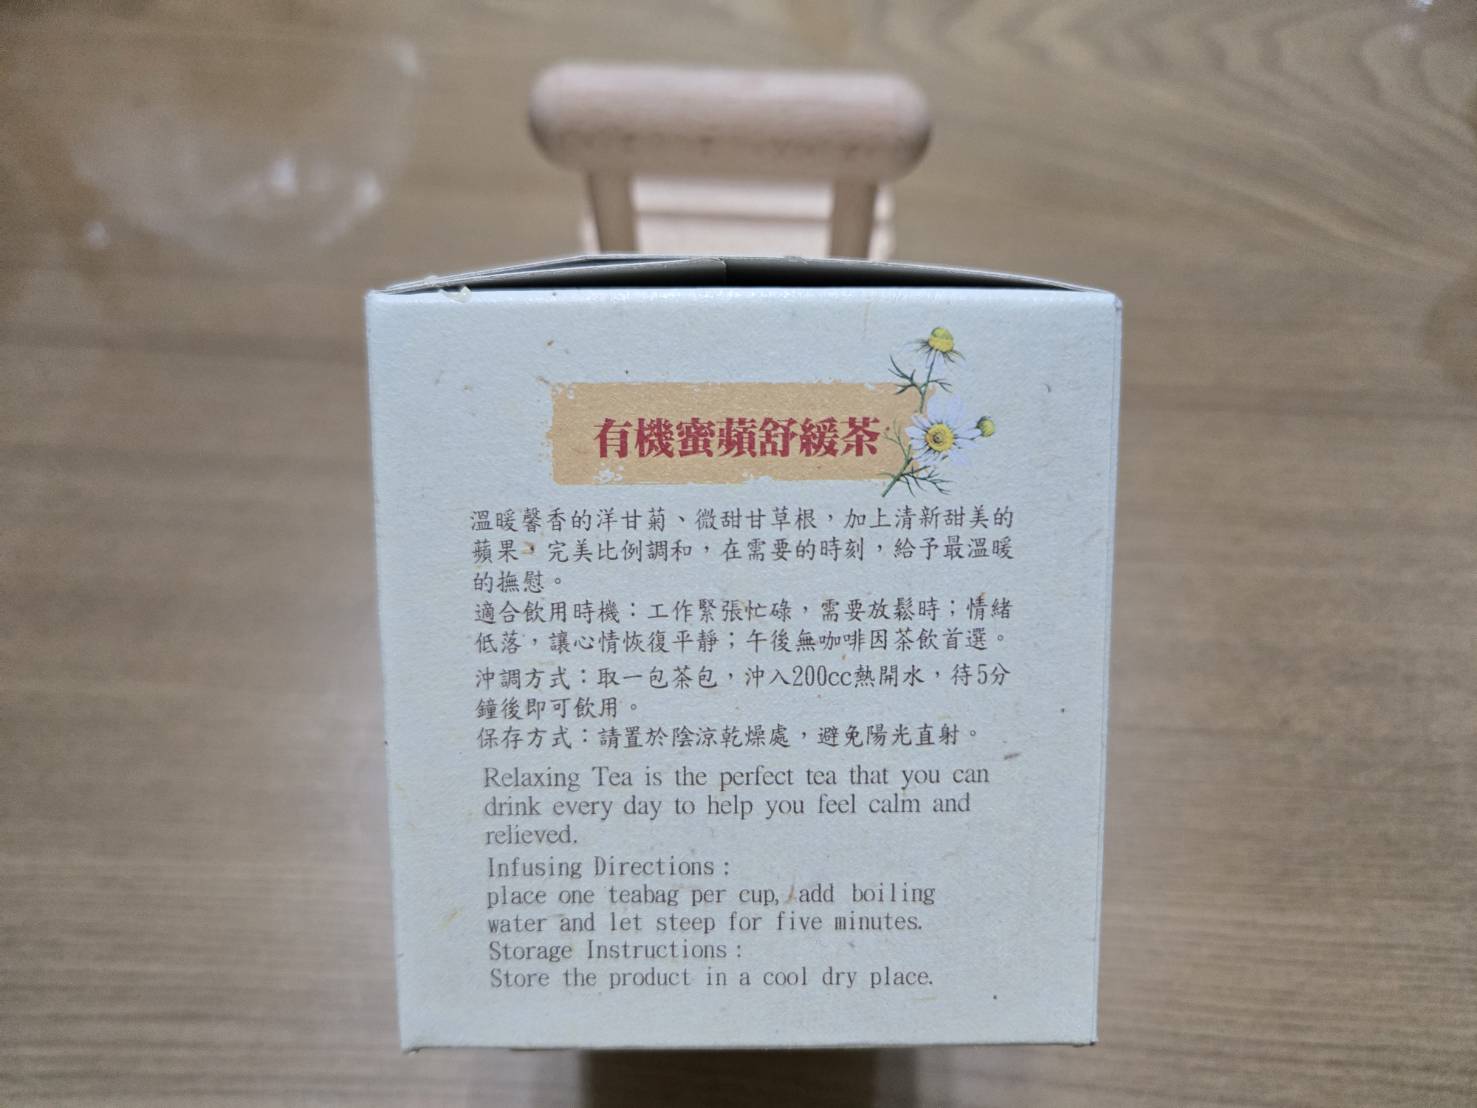 有機蜜蘋舒緩茶
溫暖馨香的洋甘菊、微甜甘草根，加上清新甜美的
蘋果，完美比例調和，在需要的時刻，給予最溫暖
的撫慰。
適合飲用時機：工作緊張忙碌，需要放鬆時；情緒
低落，讓心情恢復平靜；午後無咖啡因茶飲首選。
沖調方式：取一包茶包，沖入200cc熱開水，待5分
鐘後即可飲用。
保存方式：請置於陰涼乾燥處，避免陽光直射。
Relaxing Tea is the perfect tea that you can
drink every day to help you feel calm and
relieved.
Infusing Directions：
place one teabag per cup, add boiling
water and let steep for five minutes.
Storage Instructions：
Store the product in a cool dry place.